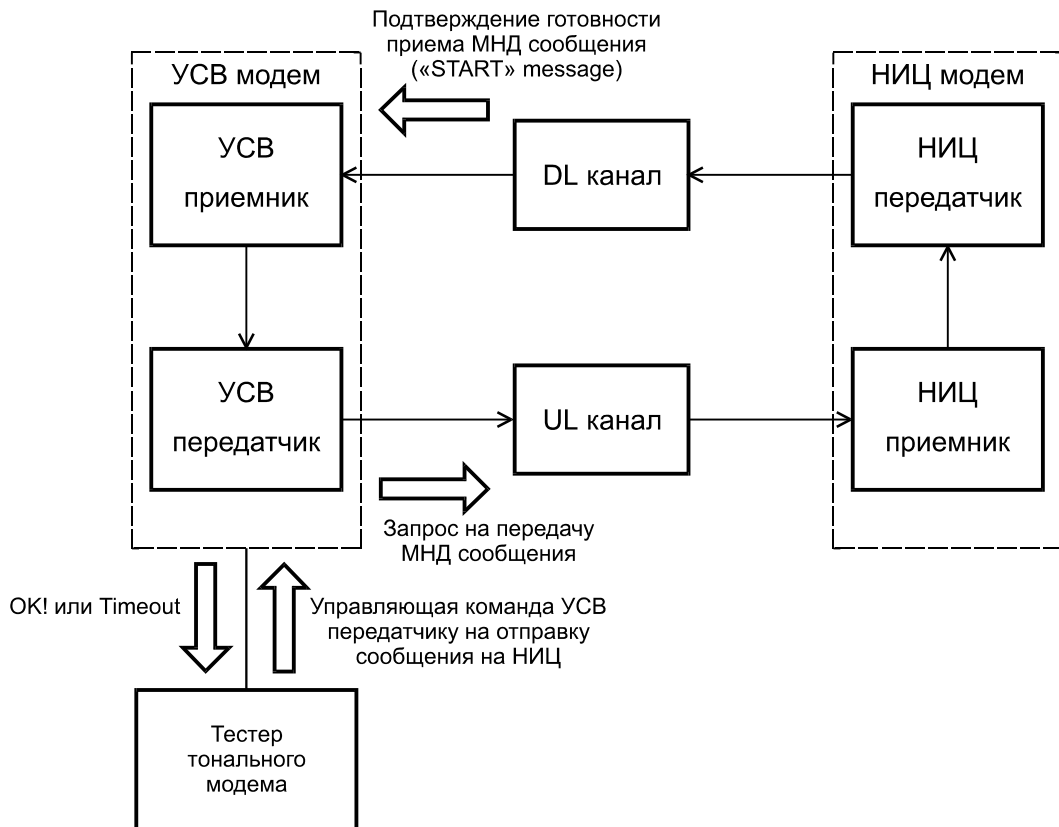 Подтверждение готовности
приема МНД сообщения
(«START» message)
УСВ модем
НИЦ модем
УСВ
приемник
DL канал
НИЦ
передатчик
УСВ
передатчик
UL канал
НИЦ
приемник
Запрос на передачу
МНД сообщения
OK! или Timeout
Управляющая команда УСВ
передатчику на отправку
сообщения на НИЦ
Тестер
тонального
модема